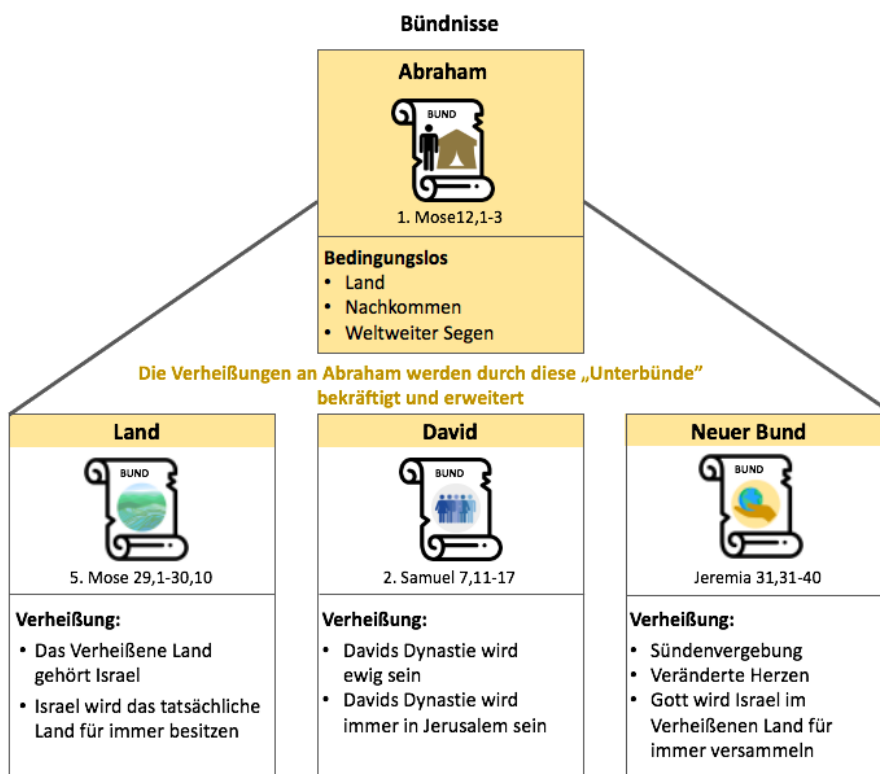 Bündnisse
Abraham
BUND
1. Mose12,1-3
Bedingungslos
• Land
• Nachkommen
• Weltweiter Segen
Die Verheißungen an Abraham werden durch diese „Unterbünde”
bekräftigt und erweitert
Land
BUND
5. Mose 29,1-30,10
Verheißung:
• Das Verheißene Land
gehört Israel
• Israel wird das tatsächliche
Land für immer besitzen
David
BUND
2. Samuel 7,11-17
Verheißung:
• Davids Dynastie wird
ewig sein
• Davids Dynastie wird
immer in Jerusalem sein
Neuer Bund
BUND
Jeremia 31,31-40
Verheißung:
• Sündenvergebung
• Veränderte Herzen
• Gott wird Israel im
Verheißenen Land für
immer versammeln